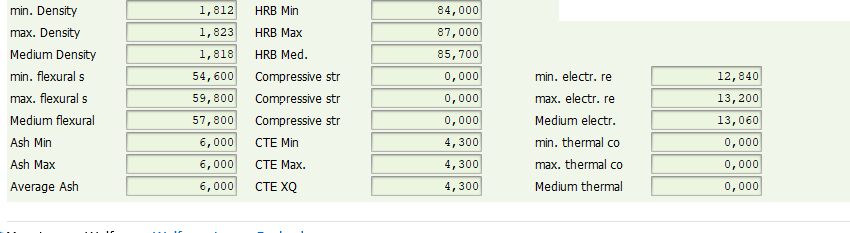 min. Density 1,812 HRB Min 84,000
max. Density 1,823 HRB Max 87,000
Medium Density 1,818 HRB Med. 85,700
min. flexural s 54,600 Compressive str 0,000 min. electr. re 12,840
max. flexural s 59,800 Compressive str 0,000 max. electr. re 13,200
Medium flexural 57,800 Compressive str 0,000 Medium electr. 13,060
Ash Min 6,000 CTE Min 4,300 min. thermal co 0,000
Ash Max 6,000 CTE Max. 4,300 max. thermal co 0,000
Average Ash 6,000 CTE XQ 4,300 Medium thermal 0,000